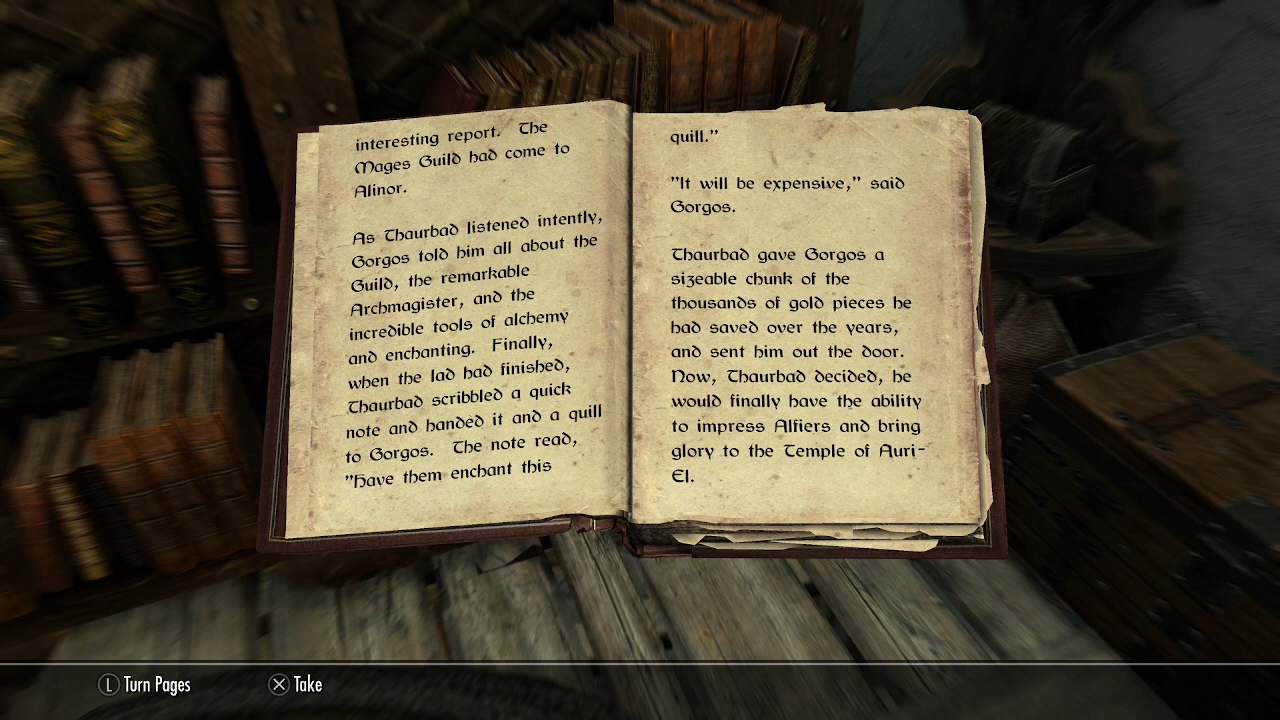 interesting report. The
Mages Guild had come to
Alinor.
As Thaurbad listened intently,
Gorgos told him all about the
Guild, the remarkable
Archmagister, and the
incredible tools of alchemy
and enchanting. Finally,
when the lad had finished,
Thaurbad scribbled a quick
note and handed it and a quill
to Gorgos. The note read,
"Have them enchant this
quill."
"It will be expensive," said
Gorgos.
Thaurbad gave Gorgos a
sizeable chunk of the
thousands of gold pieces he
had saved over the years,
and sent him out the door.
Now, Thaurbad decided, he
would finally have the ability
to impress Alfiers and bring
glory to the Temple of Auri-
El.
L Turn Pages X Take